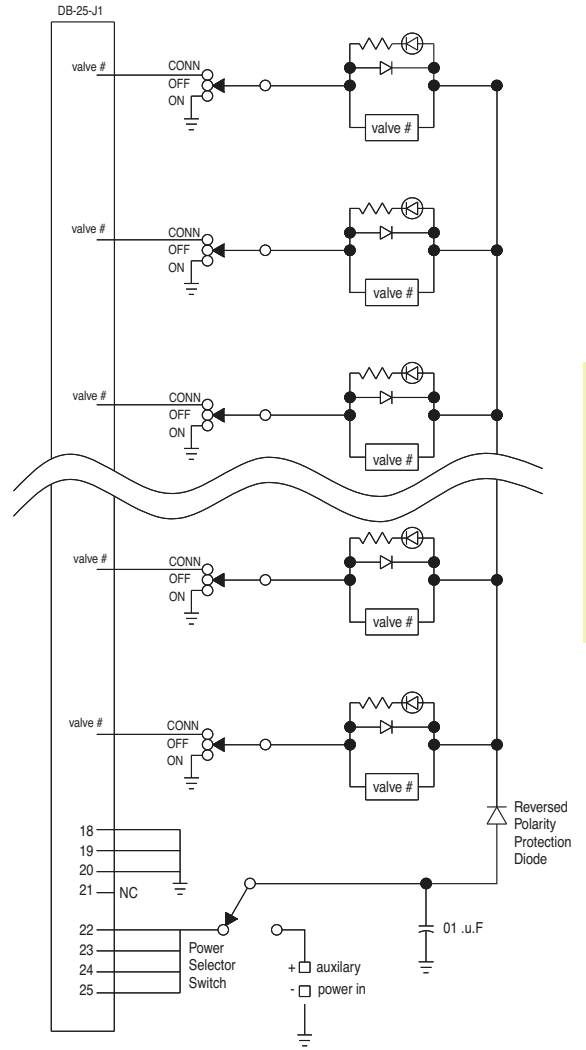 DB-25-J1
valve #
CONN
OFF
ON
valve #
valve #
CONN
OFF
ON
valve #
valve #
CONN
OFF
ON
valve #
valve #
CONN
OFF
ON
valve #
valve #
CONN
OFF
ON
valve #
Reversed
Polarity
Protection
Diode
18
19
20
21
NC
22
23
24
25
Power
Selector
Switch
+ auxilary
- power in
01 .u.F